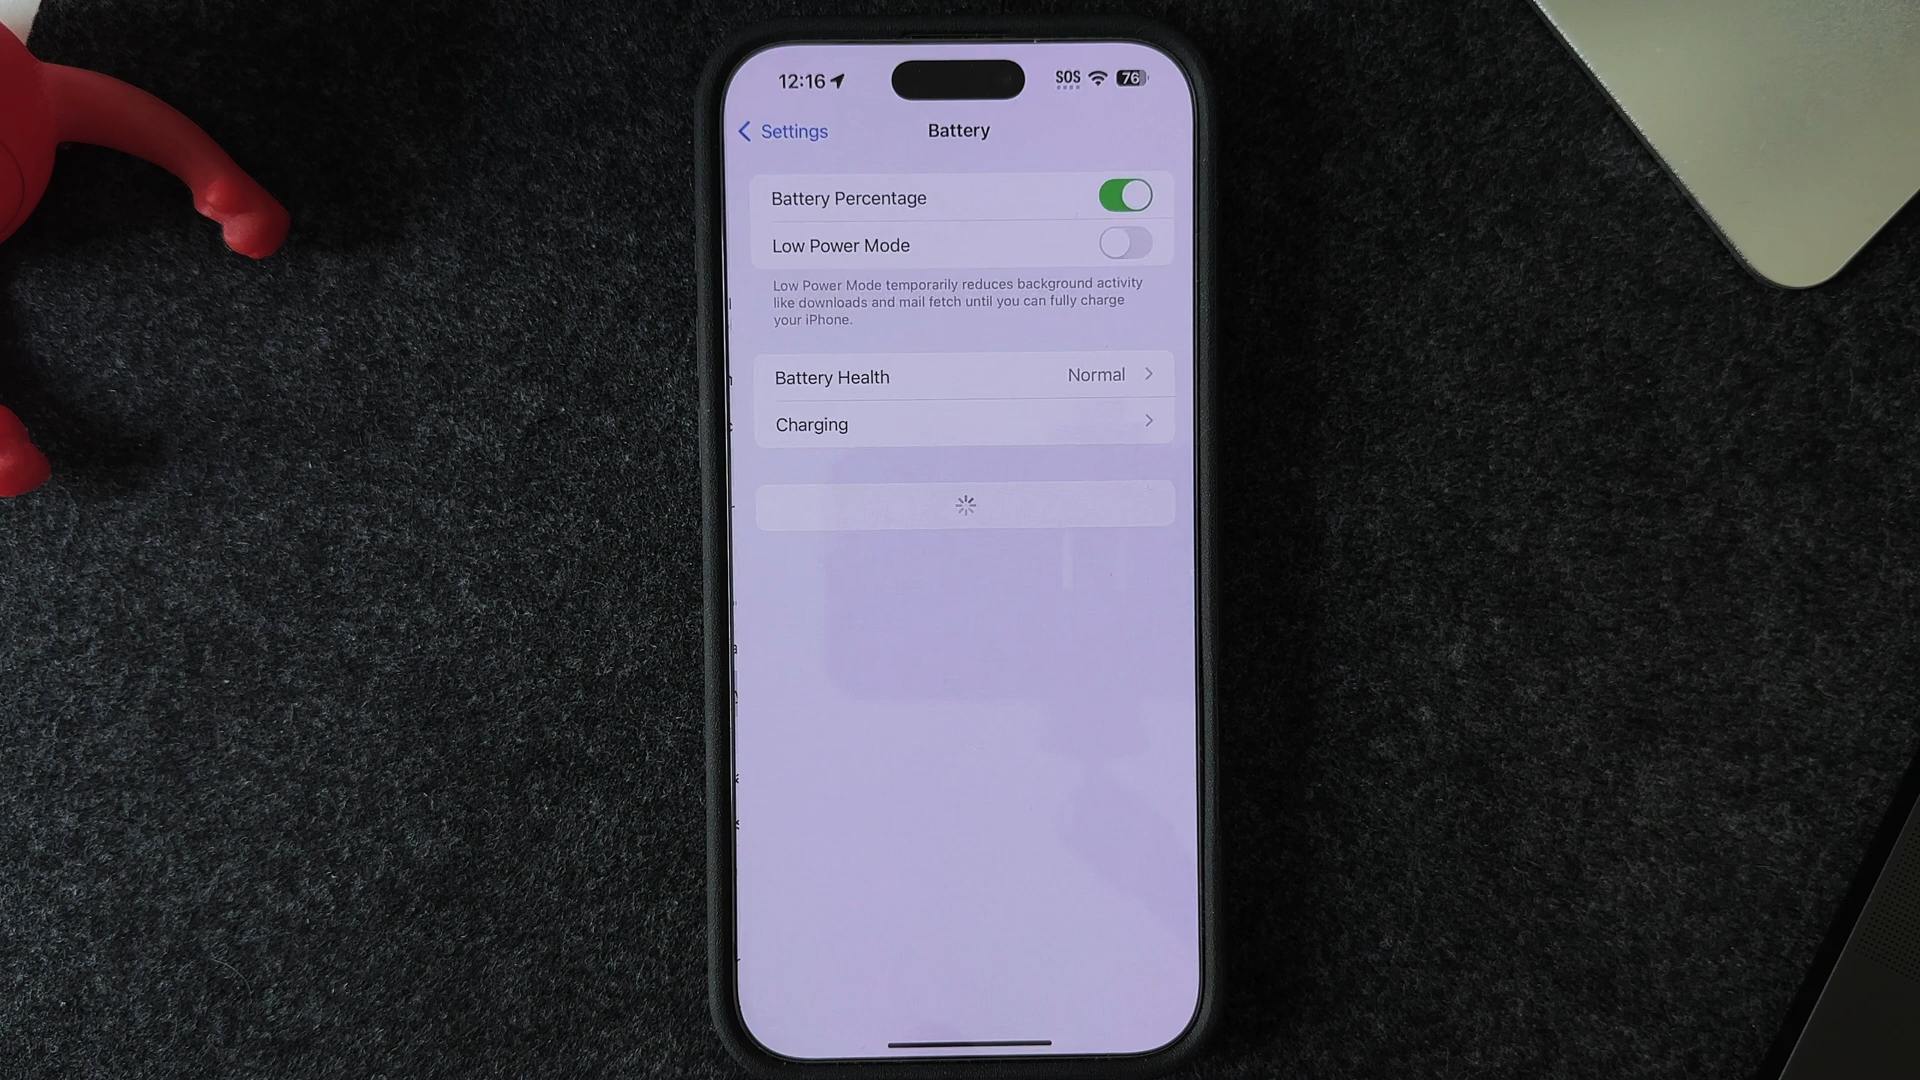 12:16
SOS
76
Settings
Battery
Battery Percentage
Low Power Mode
Low Power Mode temporarily reduces background activity
like downloads and mail fetch until you can fully charge
your iPhone.
Battery Health Normal
Charging